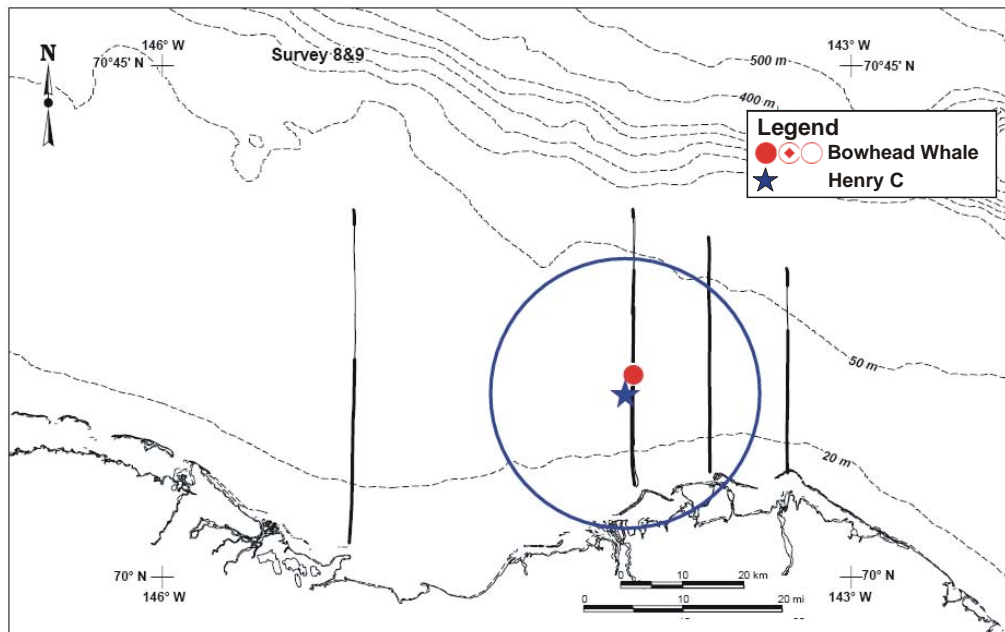 N
146° W
70°45' N
Survey 8&9
143° W
70°45' N
500 m
400 m
Legend
Bowhead Whale
Henry C
50 m
20 m
70° N
146° W
0 10 20 km
0 10 20 mi
70° N
143° W